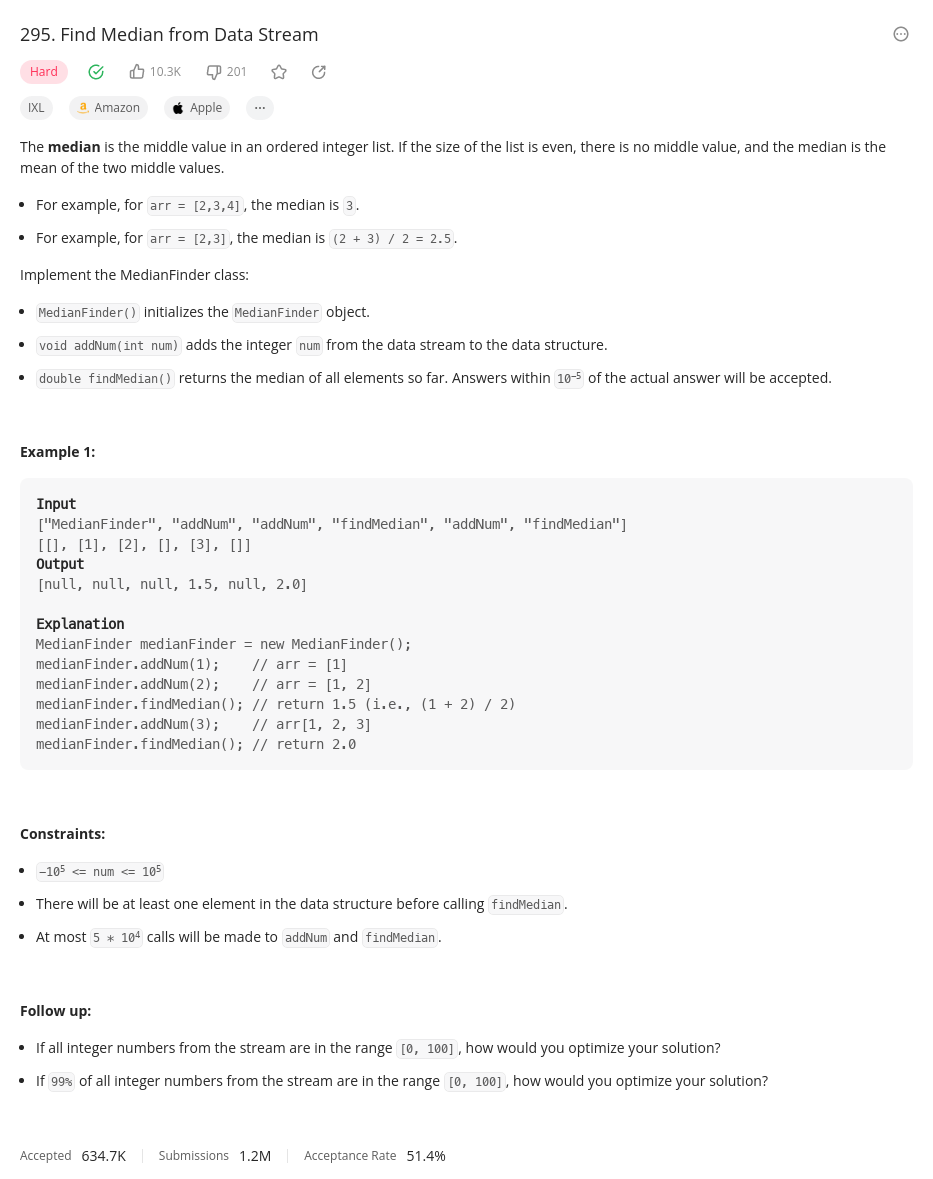 295. Find Median from Data Stream
Hard 10.3K 201
IXL Amazon Apple ...
The median is the middle value in an ordered integer list. If the size of the list is even, there is no middle value, and the median is the
mean of the two middle values.
• For example, for arr = [2,3,4], the median is 3.
• For example, for arr = [2,3], the median is (2 + 3) / 2 = 2.5.
Implement the MedianFinder class:
• MedianFinder() initializes the MedianFinder object.
• void addNum(int num) adds the integer num from the data stream to the data structure.
• double findMedian() returns the median of all elements so far. Answers within 10⁻⁵ of the actual answer will be accepted.
Example 1:
Input
["MedianFinder", "addNum", "addNum", "findMedian", "addNum", "findMedian"]
[[], [1], [2], [], [3], []]
Output
[null, null, null, 1.5, null, 2.0]
Explanation
MedianFinder medianFinder = new MedianFinder();
medianFinder.addNum(1);    // arr = [1]
medianFinder.addNum(2);    // arr = [1, 2]
medianFinder.findMedian(); // return 1.5 (i.e., (1 + 2) / 2)
medianFinder.addNum(3);    // arr[1, 2, 3]
medianFinder.findMedian(); // return 2.0
Constraints:
• −10⁵ <= num <= 10⁵
• There will be at least one element in the data structure before calling findMedian.
• At most 5 * 10⁴ calls will be made to addNum and findMedian.
Follow up:
• If all integer numbers from the stream are in the range [0, 100], how would you optimize your solution?
• If 99% of all integer numbers from the stream are in the range [0, 100], how would you optimize your solution?
Accepted 634.7K Submissions 1.2M Acceptance Rate 51.4%